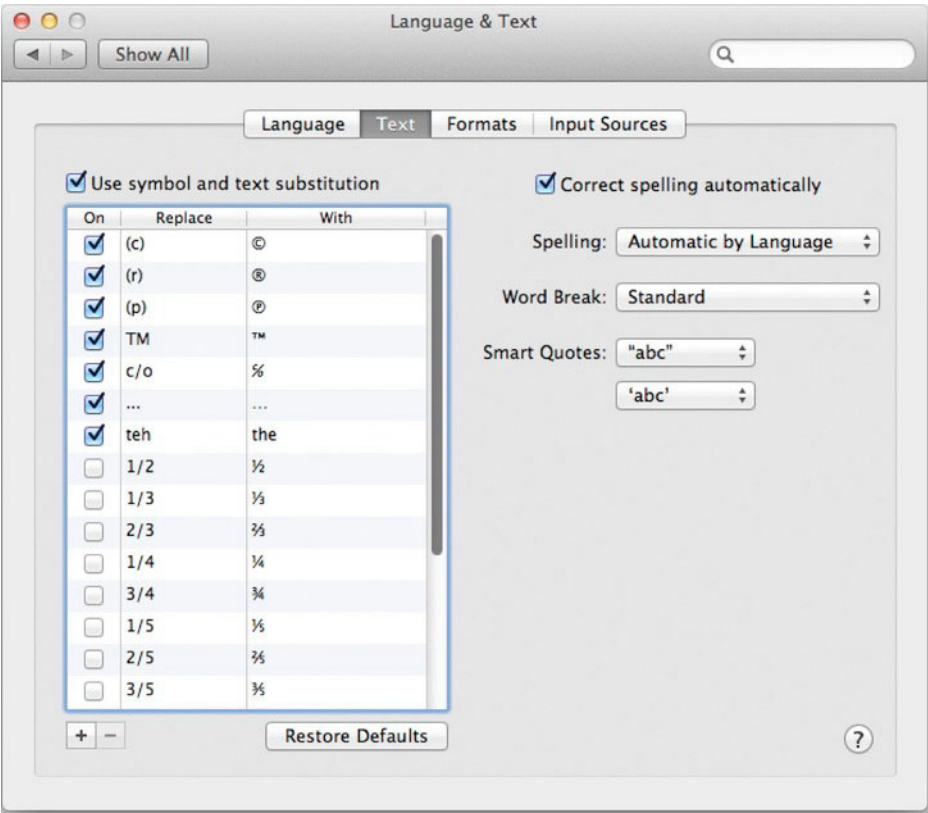 Language & Text
Show All
Language Text Formats Input Sources
Use symbol and text substitution
On Replace With
(c) ©
(r) ®
(p) ℗
TM ™
c/o ℅
... …
teh the
1/2 ½
1/3 ⅓
2/3 ⅔
1/4 ¼
3/4 ¾
1/5 ⅕
2/5 ⅖
3/5 ⅗
+ −
Restore Defaults
Correct spelling automatically
Spelling: Automatic by Language
Word Break: Standard
Smart Quotes: “abc”
‘abc’
?